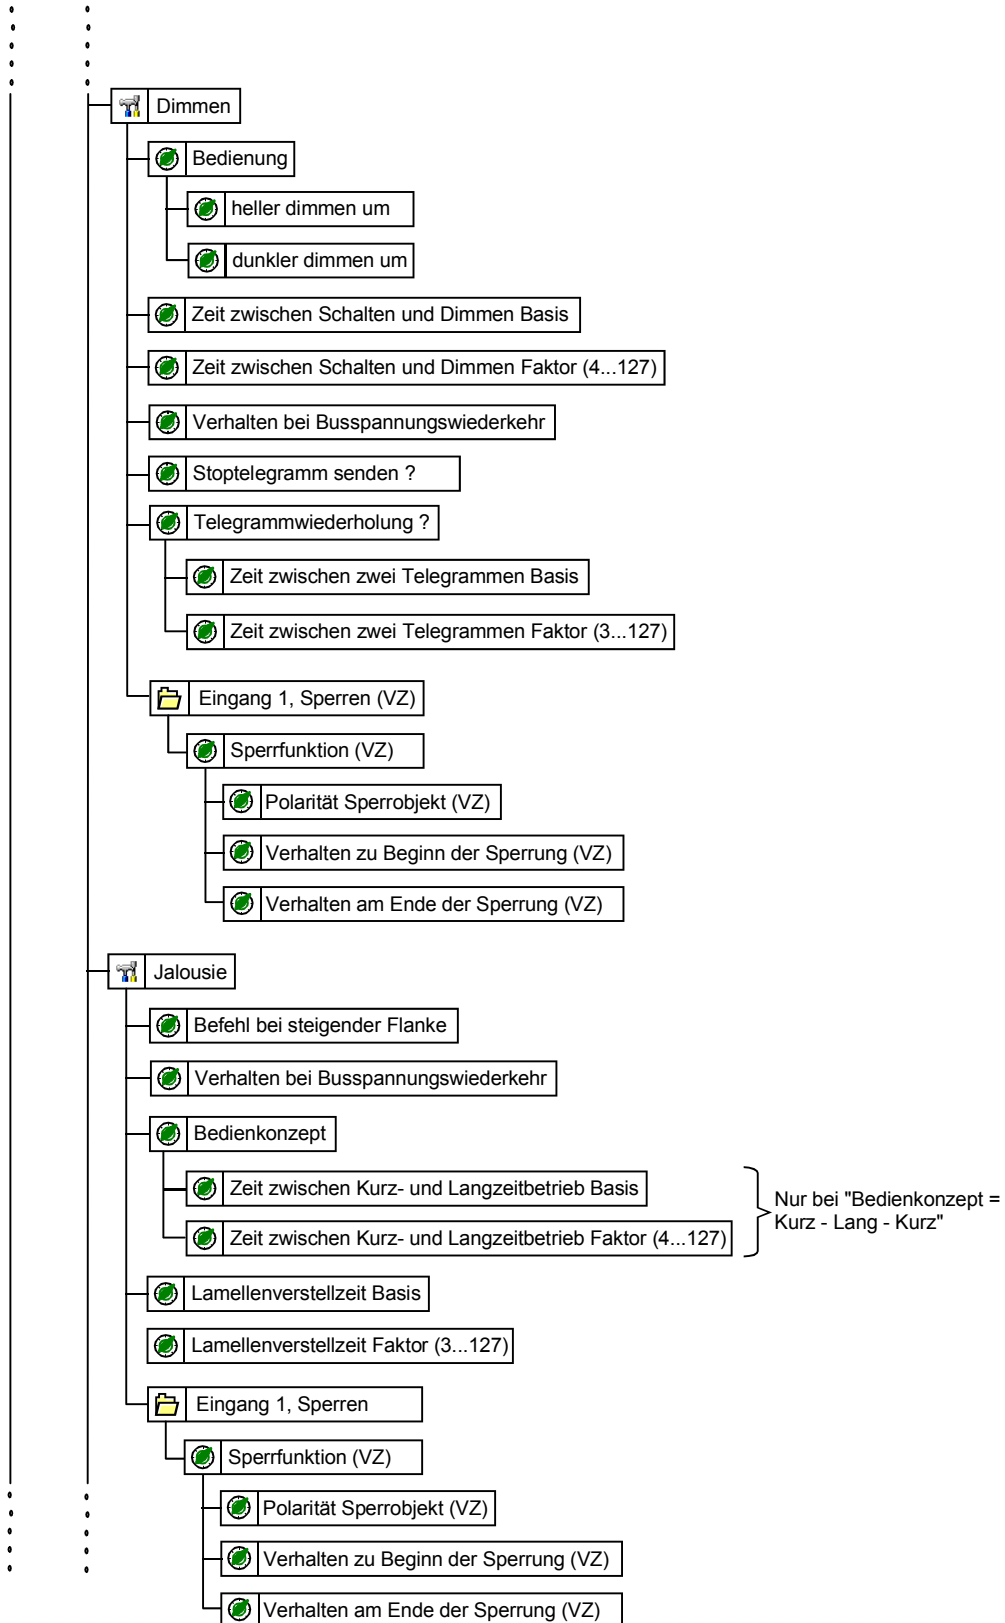 Dimmen
Bedienung
heller dimmen um
dunkler dimmen um
Zeit zwischen Schalten und Dimmen Basis
Zeit zwischen Schalten und Dimmen Faktor (4...127)
Verhalten bei Busspannungswiederkehr
Stoptelegramm senden ?
Telegrammwiederholung ?
Zeit zwischen zwei Telegrammen Basis
Zeit zwischen zwei Telegrammen Faktor (3...127)
Eingang 1, Sperren (VZ)
Sperrfunktion (VZ)
Polarität Sperrobjekt (VZ)
Verhalten zu Beginn der Sperrung (VZ)
Verhalten am Ende der Sperrung (VZ)
Jalousie
Befehl bei steigender Flanke
Verhalten bei Busspannungswiederkehr
Bedienkonzept
Zeit zwischen Kurz- und Langzeitbetrieb Basis
Zeit zwischen Kurz- und Langzeitbetrieb Faktor (4...127)
Nur bei "Bedienkonzept =
Kurz - Lang - Kurz"
Lamellenverstellzeit Basis
Lamellenverstellzeit Faktor (3...127)
Eingang 1, Sperren
Sperrfunktion (VZ)
Polarität Sperrobjekt (VZ)
Verhalten zu Beginn der Sperrung (VZ)
Verhalten am Ende der Sperrung (VZ)